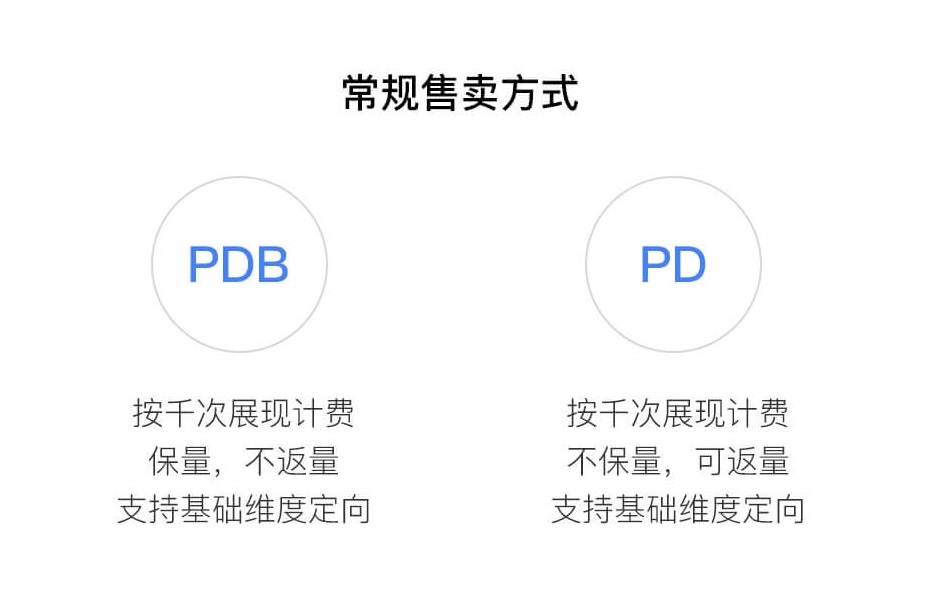 常规售卖方式
PDB
按千次展现计费
保量，不返量
支持基础维度定向
PD
按千次展现计费
不保量，可返量
支持基础维度定向